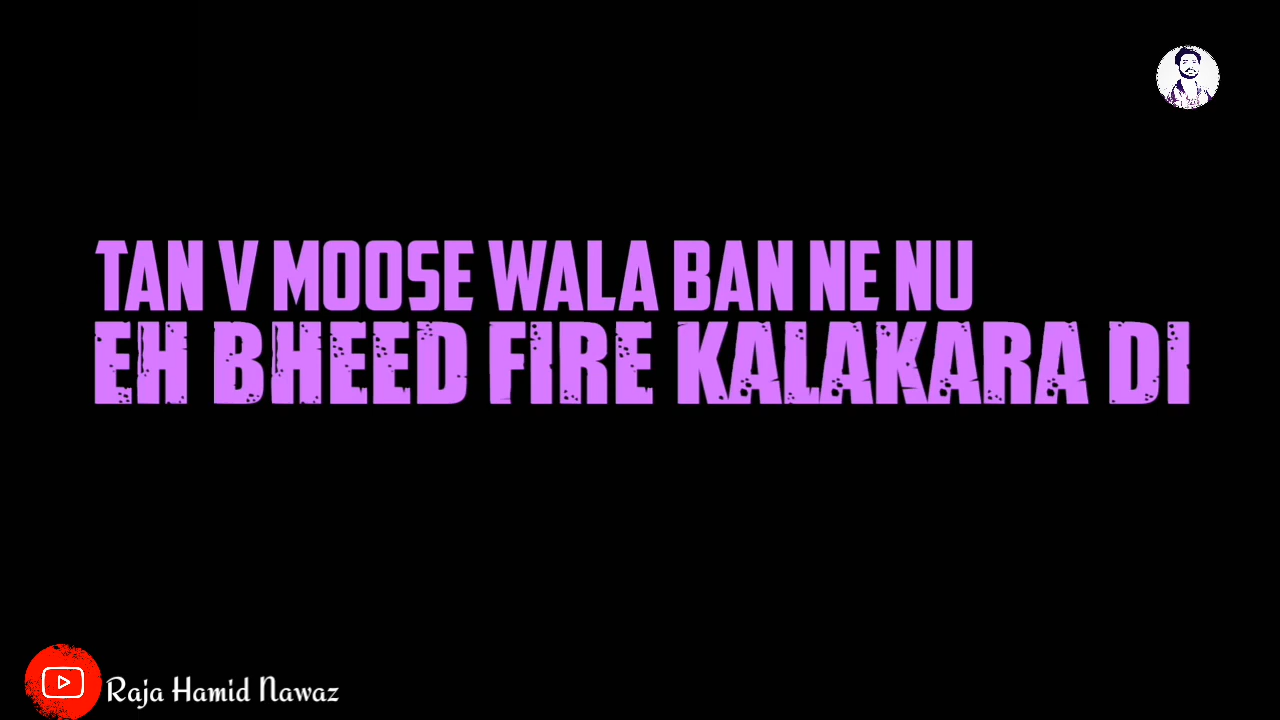 TAN V MOOSE WALA BAN NE NU
EH BHEED FIRE KALAKARA DI
Raja Hamid Nawaz